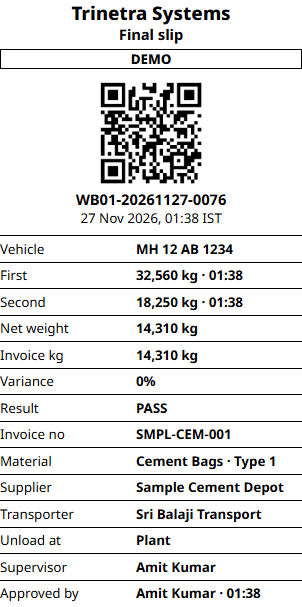 Trinetra Systems
Final slip
DEMO
WB01-20261127-0076
27 Nov 2026, 01:38 IST
Vehicle MH 12 AB 1234
First 32,560 kg · 01:38
Second 18,250 kg · 01:38
Net weight 14,310 kg
Invoice kg 14,310 kg
Variance 0%
Result PASS
Invoice no SMPL-CEM-001
Material Cement Bags · Type 1
Supplier Sample Cement Depot
Transporter Sri Balaji Transport
Unload at Plant
Supervisor Amit Kumar
Approved by Amit Kumar · 01:38